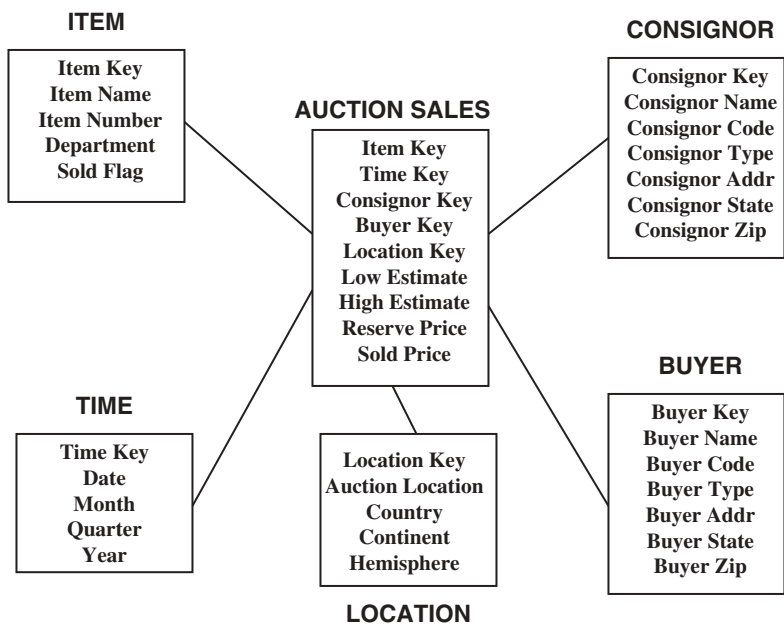 ITEM
Item Key
Item Name
Item Number
Department
Sold Flag
AUCTION SALES
Item Key
Time Key
Consignor Key
Buyer Key
Location Key
Low Estimate
High Estimate
Reserve Price
Sold Price
CONSIGNOR
Consignor Key
Consignor Name
Consignor Code
Consignor Type
Consignor Addr
Consignor State
Consignor Zip
TIME
Time Key
Date
Month
Quarter
Year
Location Key
Auction Location
Country
Continent
Hemisphere
LOCATION
BUYER
Buyer Key
Buyer Name
Buyer Code
Buyer Type
Buyer Addr
Buyer State
Buyer Zip